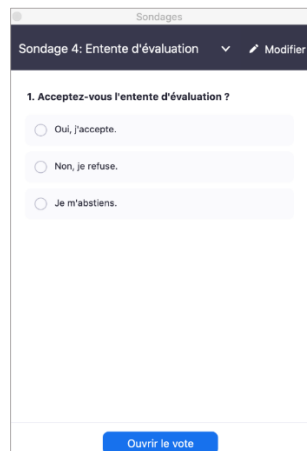 Sondages
Sondage 4: Entente d'évaluation Modifier
1. Acceptez-vous l'entente d'évaluation ?
Oui, j'accepte.
Non, je refuse.
Je m'abstiens.
Ouvrir le vote